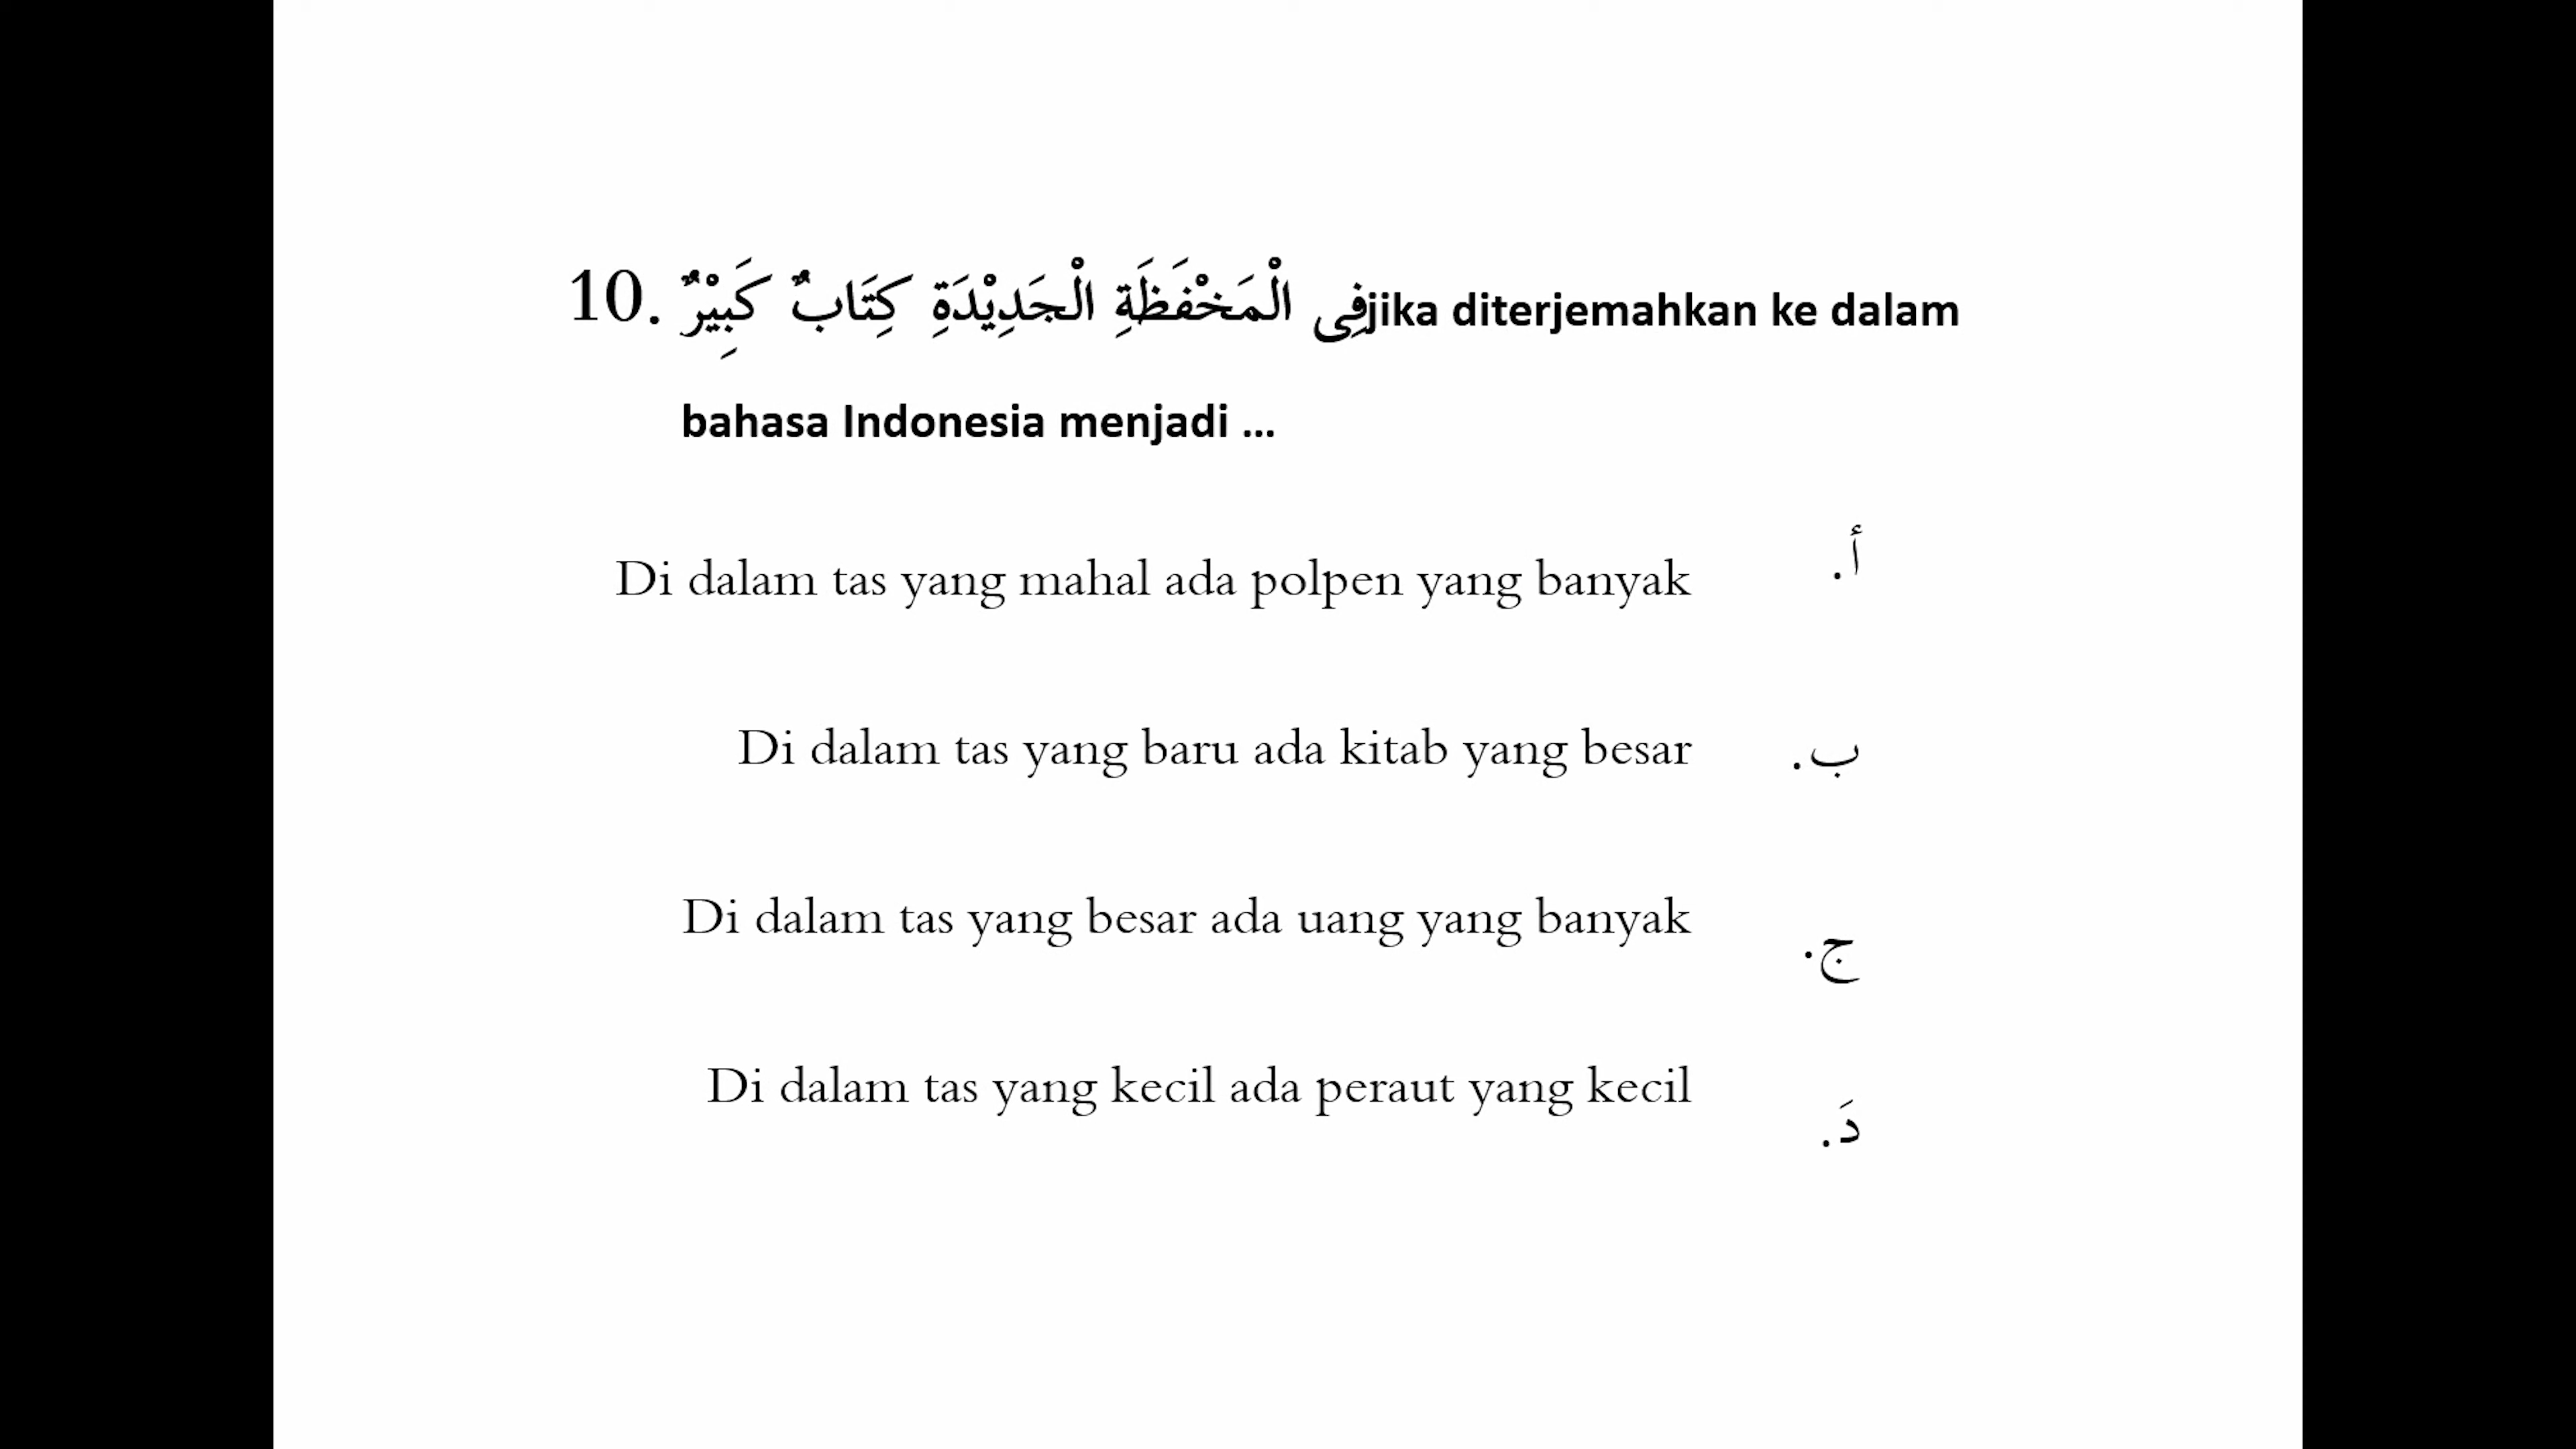 10. فِى الْمَخْفَظَةِ الْجَدِيْدَةِ كِتَابٌ كَبِيْرٌ jika diterjemahkan ke dalam
bahasa Indonesia menjadi ...
أ. Di dalam tas yang mahal ada polpen yang banyak
ب. Di dalam tas yang baru ada kitab yang besar
ج. Di dalam tas yang besar ada uang yang banyak
دَ. Di dalam tas yang kecil ada peraut yang kecil